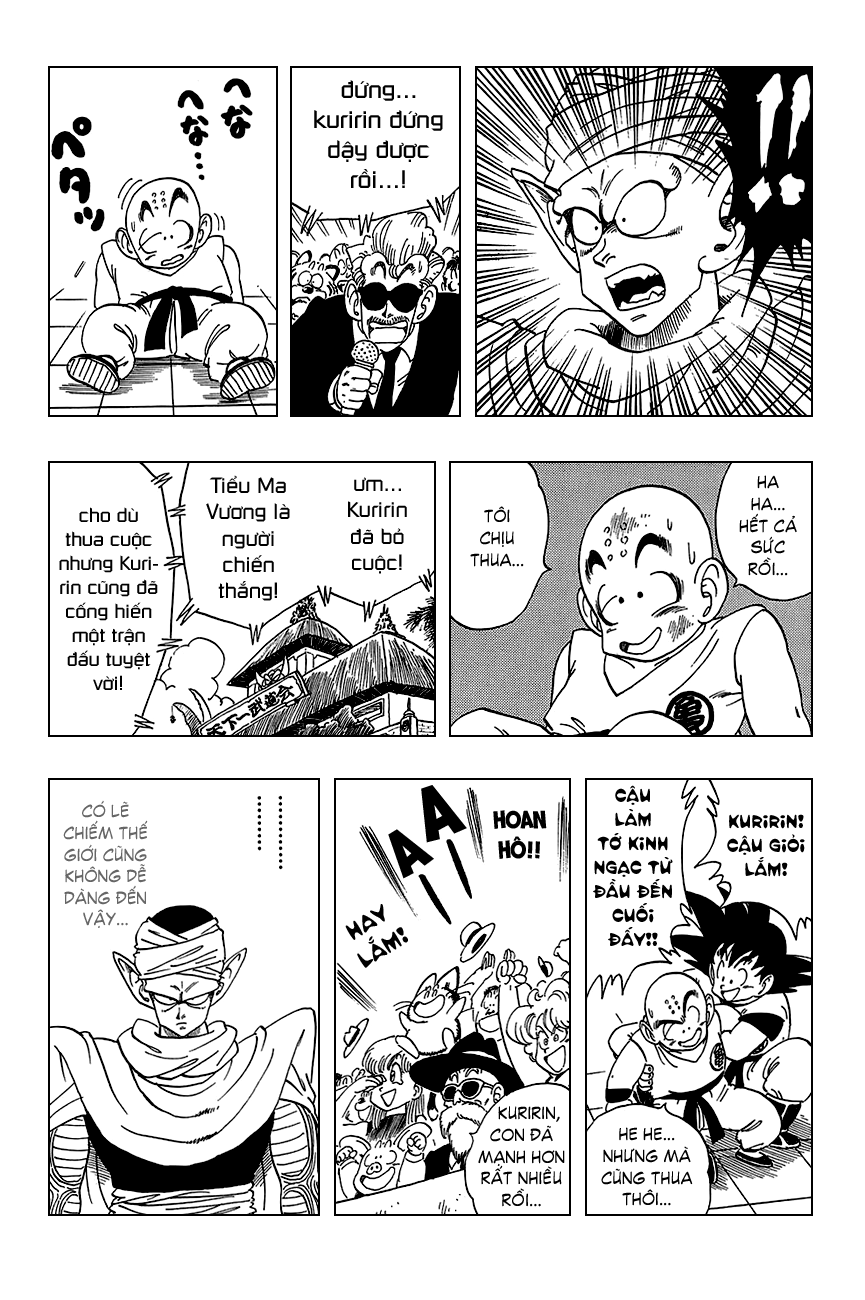 !!
đứng...
kuririn đứng
dậy được
rồi...!
へな
へな...
ペタッ
HA
HA...
HẾT CẢ
SỨC
RỒI...
TÔI
CHỊU
THUA...
ưm...
Kuririn
đã bỏ
cuộc!
Tiểu Ma
Vương là
người
chiến
thắng!
cho dù
thua cuộc
nhưng Kuri-
rin cũng đã
cống hiến
một trận
đấu tuyệt
vời!
天下一武道会
亀
KURIRIN!
CẬU GIỎI
LẮM!
CẬU
LÀM
TỚ KINH
NGẠC TỪ
ĐẦU ĐẾN
CUỐI
ĐẤY!!
HE HE...
NHƯNG MÀ
CŨNG THUA
THÔI...
HOAN
HÔ!!
A A
HAY
LẮM!
KURIRIN,
CON ĐÃ
MẠNH HƠN
RẤT NHIỀU
RỒI...
CÓ LẼ
CHIẾM THẾ
GIỚI CŨNG
KHÔNG DỄ
DÀNG ĐẾN
VẬY...